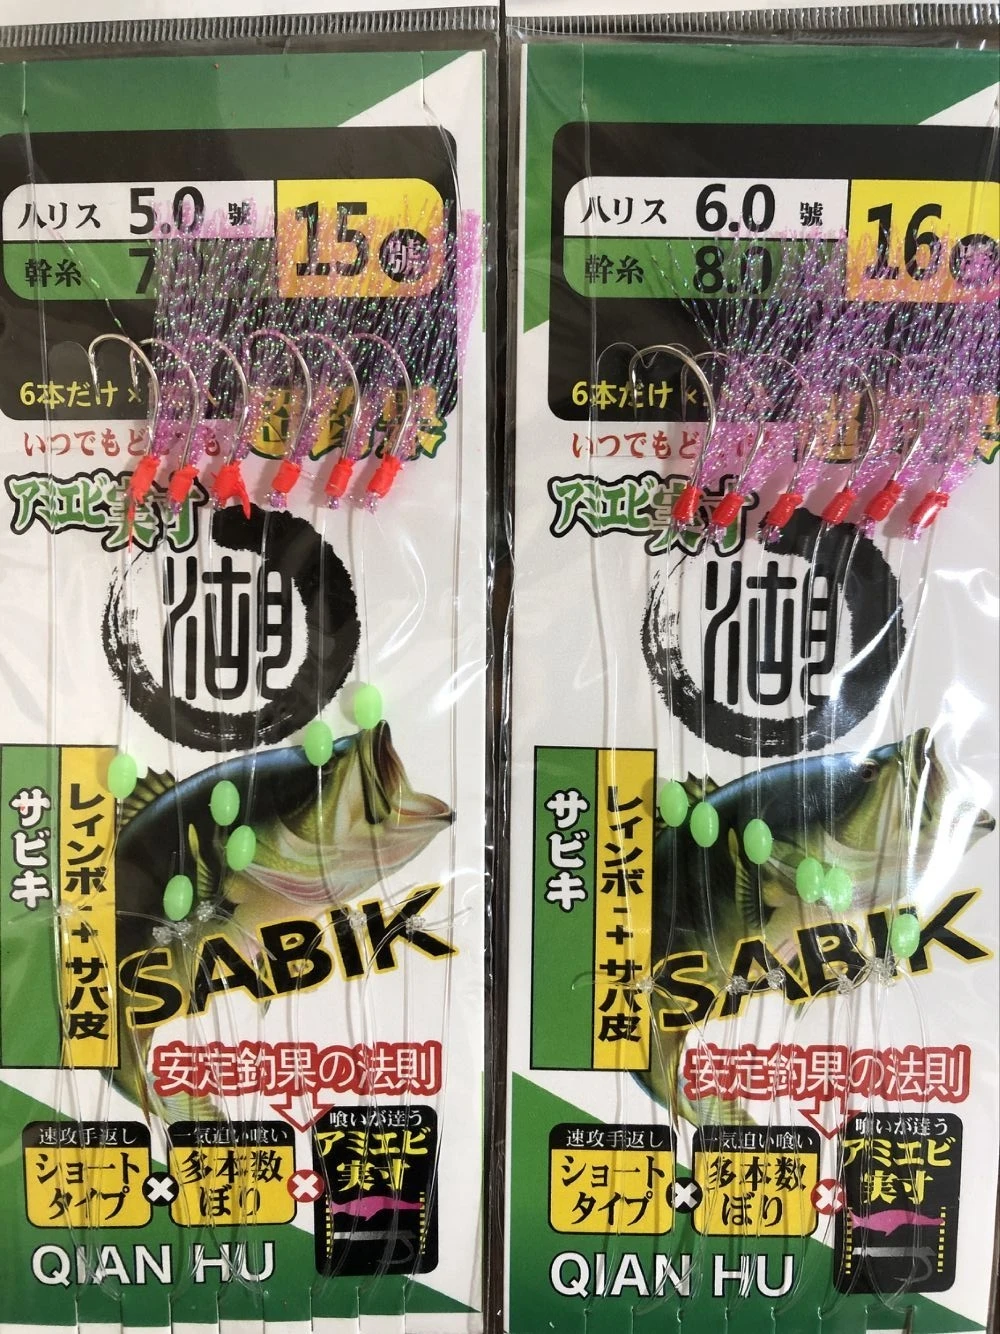 ハリス 5.0 號
15 號
幹糸 7
6本だけ×
いつでもど
アミエビ実寸
湖
サビキ
レインボー+サバ皮
SABIK
安定釣果の法則
速攻手返し
ショート
タイプ
一気追い喰い
多本数
ぼり
喰いが違う
アミエビ
実寸
QIAN HU
ハリス 6.0 號
16
幹糸 8.0
6本だけ×
いつでもど
アミエビ実寸
湖
サビキ
レインボー+サバ皮
SABIK
安定釣果の法則
速攻手返し
ショート
タイプ
一気追い喰い
多本数
ぼり
喰いが違う
アミエビ
実寸
QIAN HU